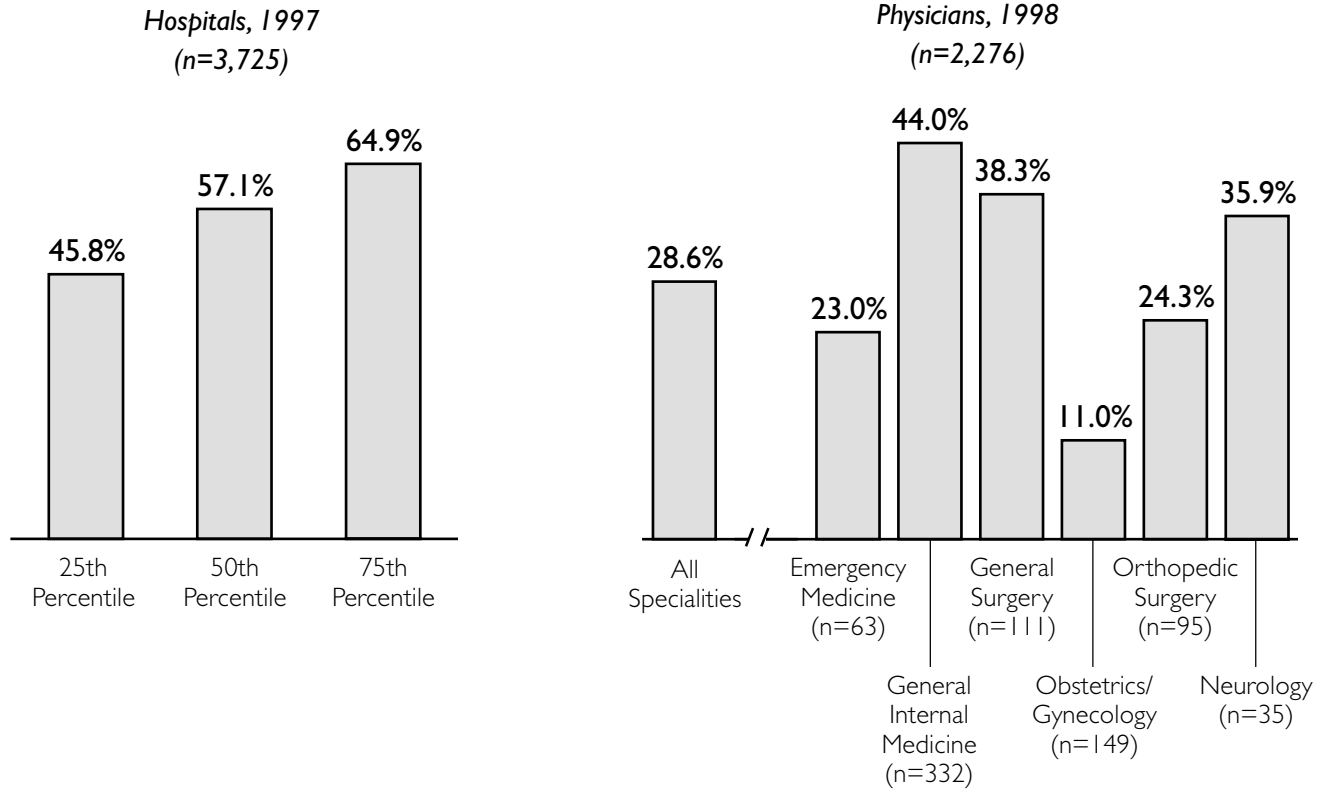 Hospitals, 1997
(n=3,725)
64.9%
57.1%
45.8%
25th
Percentile
50th
Percentile
75th
Percentile
Physicians, 1998
(n=2,276)
44.0%
38.3%
35.9%
28.6%
23.0%
24.3%
11.0%
All
Specialities
Emergency
Medicine
(n=63)
General
Internal
Medicine
(n=332)
General
Surgery
(n=111)
Obstetrics/
Gynecology
(n=149)
Orthopedic
Surgery
(n=95)
Neurology
(n=35)